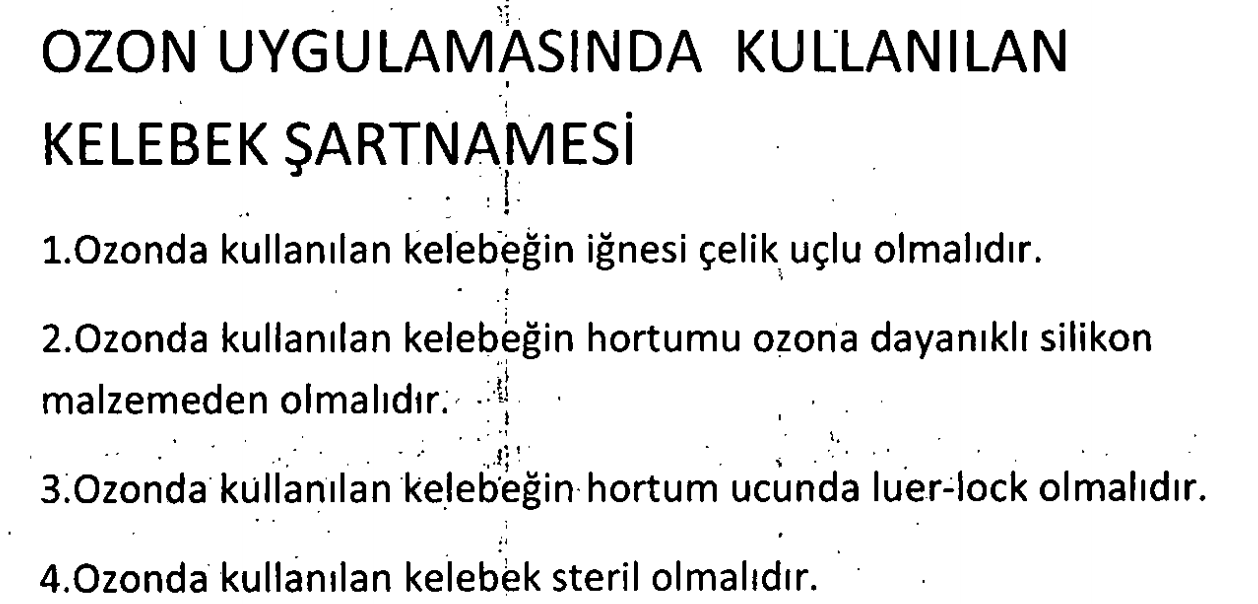 OZON UYGULAMASINDA KULLANILAN
KELEBEK ŞARTNAMESİ
1.Ozonda kullanılan kelebeğin iğnesi çelik uçlu olmalıdır.
2.Ozonda kullanılan kelebeğin hortumu ozona dayanıklı silikon
malzemeden olmalıdır.
3.Ozonda kullanılan kelebeğin hortum ucunda luer-lock olmalıdır.
4.Ozonda kullanılan kelebek steril olmalıdır.